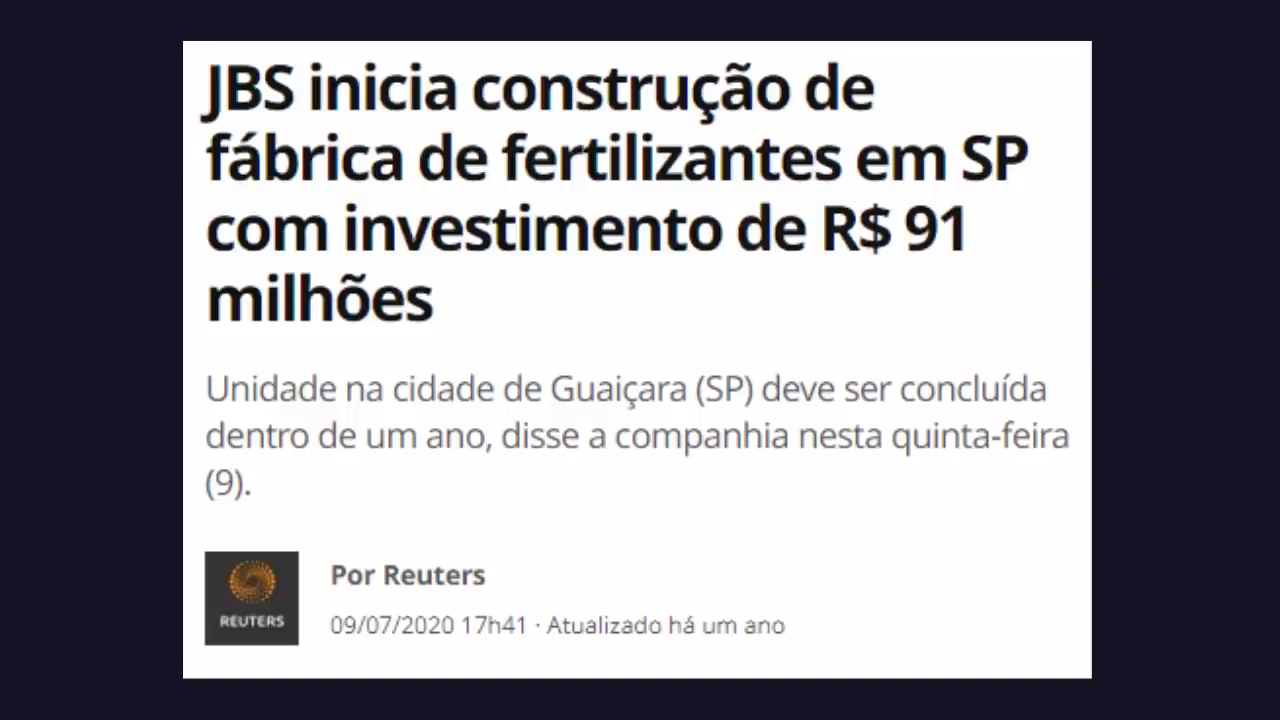 JBS inicia construção de
fábrica de fertilizantes em SP
com investimento de R$ 91
milhões
Unidade na cidade de Guaiçara (SP) deve ser concluída
dentro de um ano, disse a companhia nesta quinta-feira
(9).
REUTERS
Por Reuters
09/07/2020 17h41 · Atualizado há um ano